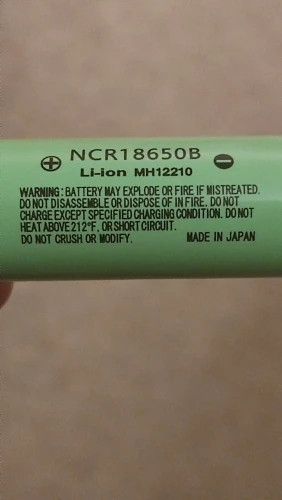 ⊕ NCR18650B ⊖
Li-ion MH12210
WARNING: BATTERY MAY EXPLODE OR FIRE IF MISTREATED.
DO NOT DISASSEMBLE OR DISPOSE OF IN FIRE. DO NOT
CHARGE EXCEPT SPECIFIED CHARGING CONDITION. DO NOT
HEAT ABOVE 212°F, OR SHORT CIRCUIT.
DO NOT CRUSH OR MODIFY. MADE IN JAPAN